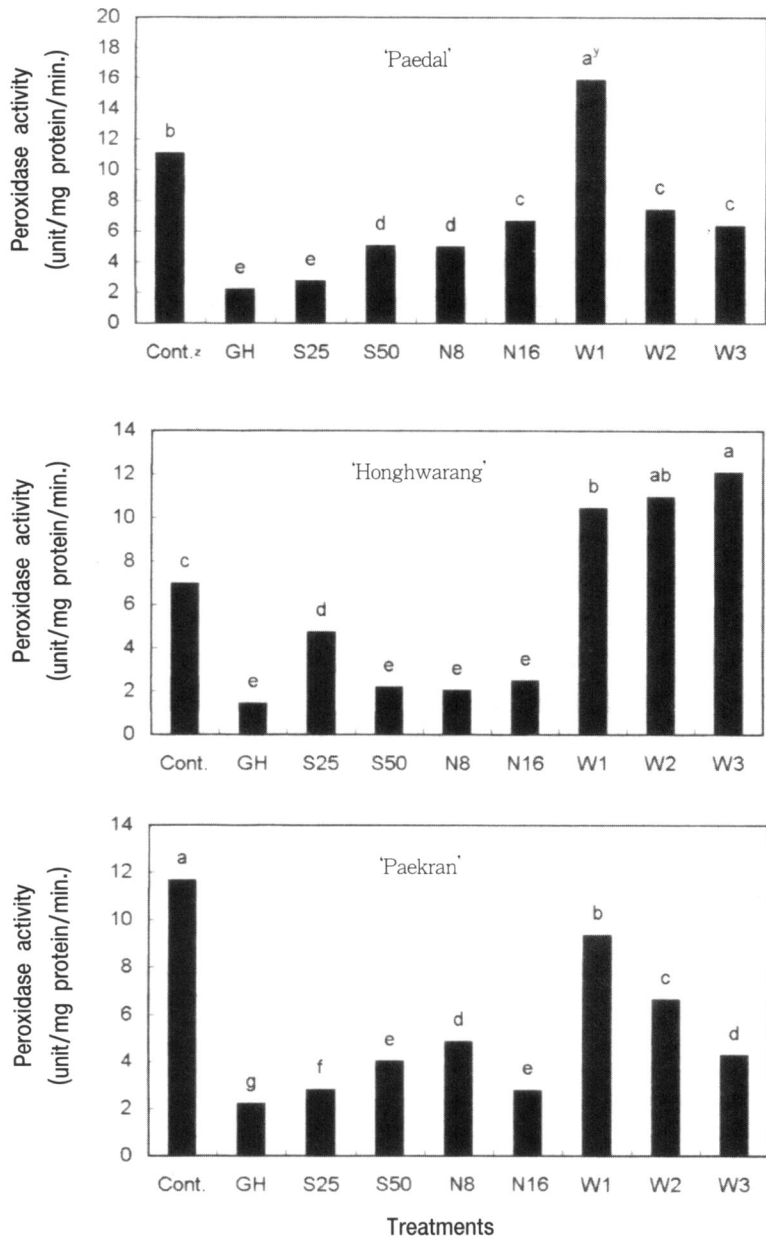 20
18
16
14
12
10
8
6
4
2
0
Peroxidase activity
(unit/mg protein/min.)
'Paedal'
b
e
e
d
d
c
aʸ
c
c
Cont.ᶻ GH S25 S50 N8 N16 W1 W2 W3
14
12
10
8
6
4
2
0
Peroxidase activity
(unit/mg protein/min.)
'Honghwarang'
c
e
d
e
e
e
b
ab
a
Cont. GH S25 S50 N8 N16 W1 W2 W3
14
12
10
8
6
4
2
0
Peroxidase activity
(unit/mg protein/min.)
'Paekran'
a
g
f
e
d
e
b
c
d
Cont. GH S25 S50 N8 N16 W1 W2 W3
Treatments